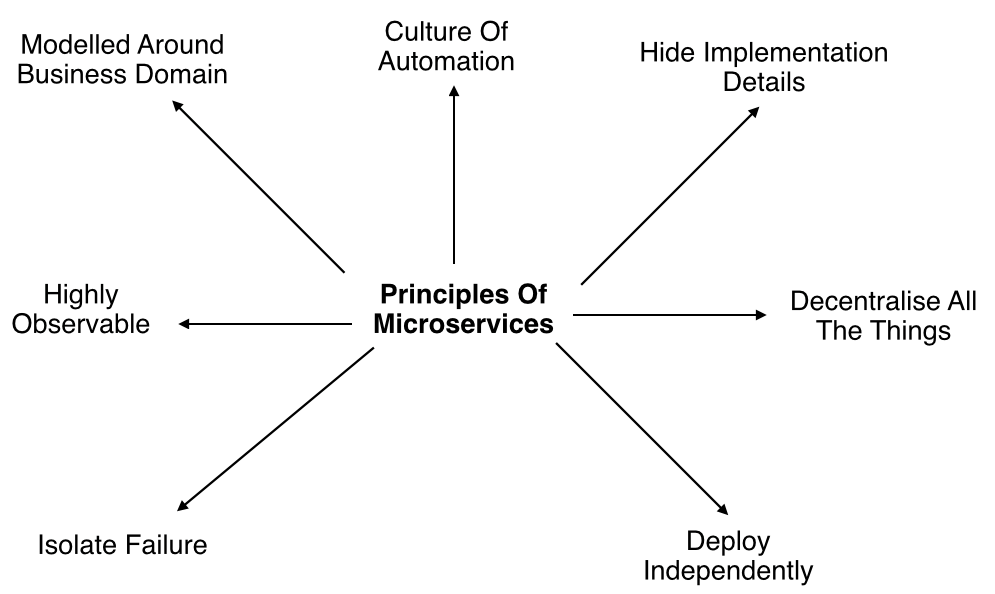 Modelled Around
Business Domain
Culture Of
Automation
Hide Implementation
Details
Highly
Observable
Principles Of
Microservices
Decentralise All
The Things
Isolate Failure
Deploy
Independently